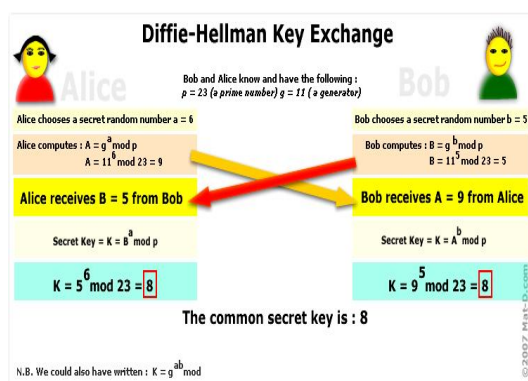 Diffie-Hellman Key Exchange
Alice
Bob
Bob and Alice know and have the following :
p = 23 (a prime number) g = 11 ( a generator)
Alice chooses a secret random number a = 6
Bob chooses a secret random number b = 5
Alice computes : A = g^a mod p
A = 11^6 mod 23 = 9
Bob computes : B = g^b mod p
B = 11^5 mod 23 = 5
Alice receives B = 5 from Bob
Bob receives A = 9 from Alice
Secret Key = K = B^a mod p
Secret Key = K = A^b mod p
K = 5^6 mod 23 = 8
K = 9^5 mod 23 = 8
The common secret key is : 8
N.B. We could also have written : K = g^ab mod
©2007 Mat-D.com